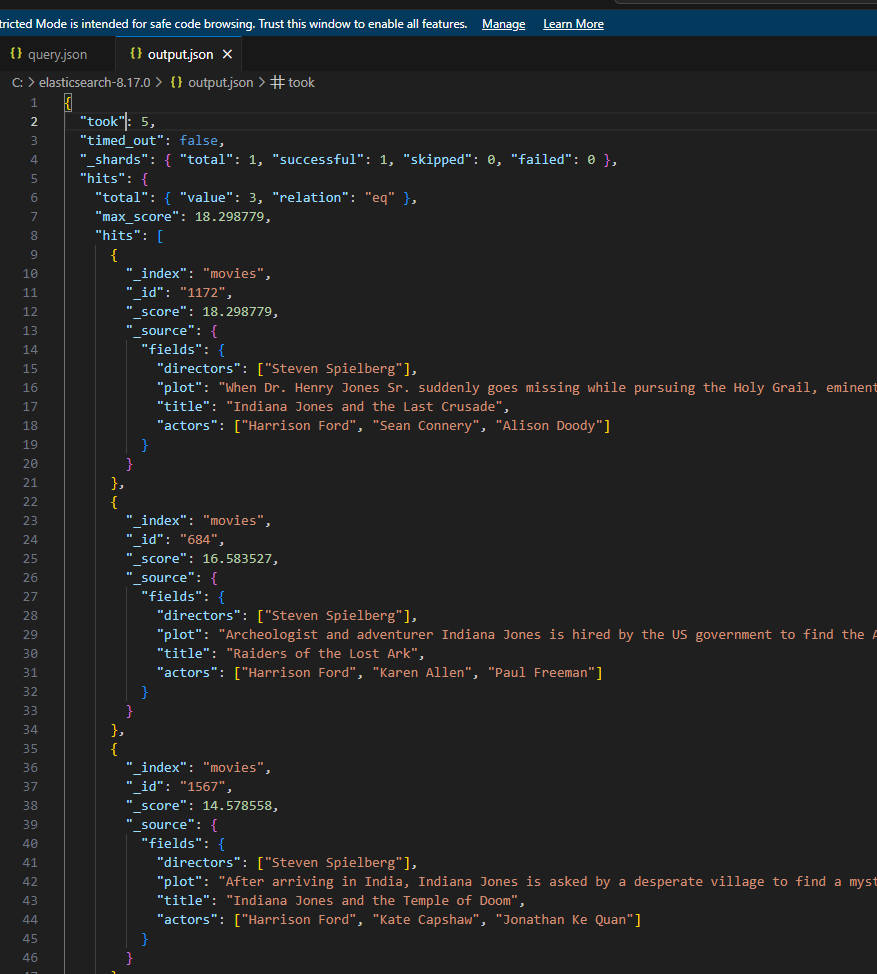 tricted Mode is intended for safe code browsing. Trust this window to enable all features. Manage Learn More
{} query.json {} output.json ×
C: > elasticsearch-8.17.0 > {} output.json > # took
1 {
2 "took": 5,
3 "timed_out": false,
4 "_shards": { "total": 1, "successful": 1, "skipped": 0, "failed": 0 },
5 "hits": {
6 "total": { "value": 3, "relation": "eq" },
7 "max_score": 18.298779,
8 "hits": [
9 {
10 "_index": "movies",
11 "_id": "1172",
12 "_score": 18.298779,
13 "_source": {
14 "fields": {
15 "directors": ["Steven Spielberg"],
16 "plot": "When Dr. Henry Jones Sr. suddenly goes missing while pursuing the Holy Grail, eminent
17 "title": "Indiana Jones and the Last Crusade",
18 "actors": ["Harrison Ford", "Sean Connery", "Alison Doody"]
19 }
20 }
21 },
22 {
23 "_index": "movies",
24 "_id": "684",
25 "_score": 16.583527,
26 "_source": {
27 "fields": {
28 "directors": ["Steven Spielberg"],
29 "plot": "Archeologist and adventurer Indiana Jones is hired by the US government to find the A
30 "title": "Raiders of the Lost Ark",
31 "actors": ["Harrison Ford", "Karen Allen", "Paul Freeman"]
32 }
33 }
34 },
35 {
36 "_index": "movies",
37 "_id": "1567",
38 "_score": 14.578558,
39 "_source": {
40 "fields": {
41 "directors": ["Steven Spielberg"],
42 "plot": "After arriving in India, Indiana Jones is asked by a desperate village to find a myst
43 "title": "Indiana Jones and the Temple of Doom",
44 "actors": ["Harrison Ford", "Kate Capshaw", "Jonathan Ke Quan"]
45 }
46 }